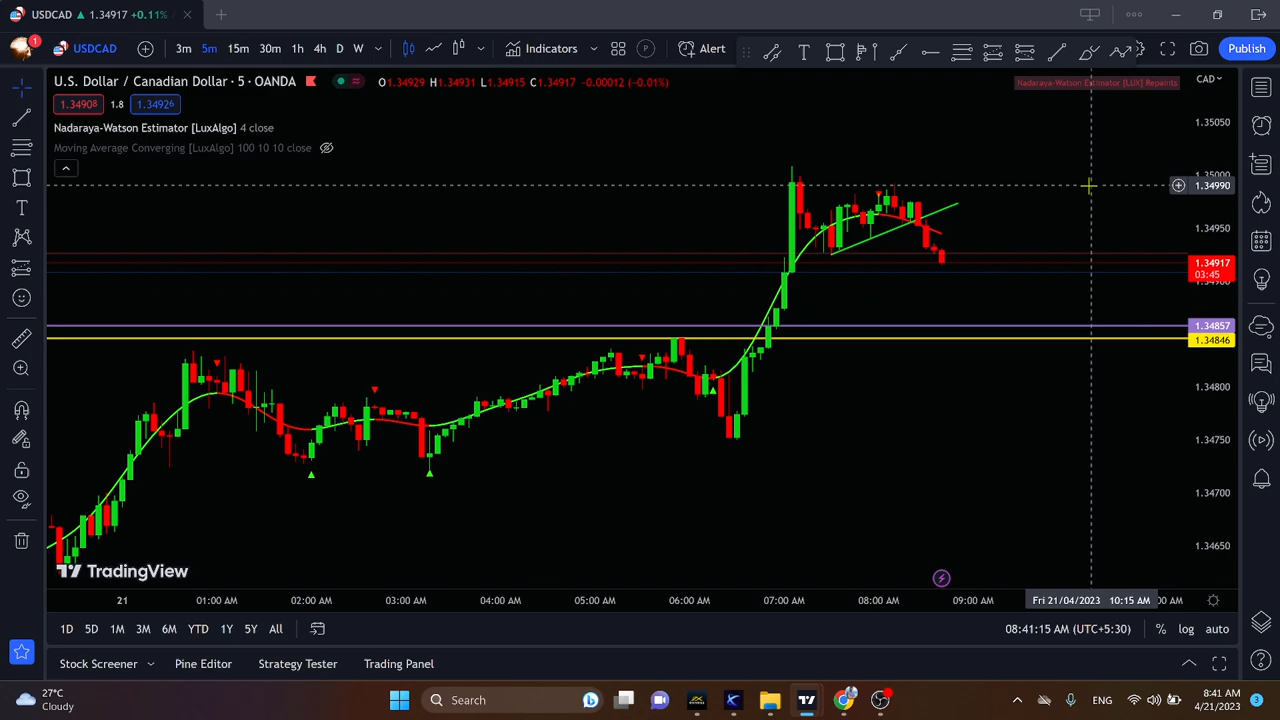 USDCAD ▲ 1.34917 +0.11%
1
USDCAD 3m 5m 15m 30m 1h 4h D W Indicators Alert Publish
U.S. Dollar / Canadian Dollar · 5 · OANDA O1.34929 H1.34931 L1.34915 C1.34917 -0.00012 (-0.01%)
Nadaraya-Watson Estimator [LUX] Repaints
CAD
1.34908 1.8 1.34926
Nadaraya-Watson Estimator [LuxAlgo] 4 close
Moving Average Converging [LuxAlgo] 100 10 10 close
1.35050
1.35000
1.34990
1.34950
1.34917
03:45
1.34900
1.34857
1.34846
1.34800
1.34750
1.34700
1.34650
TradingView
21 01:00 AM 02:00 AM 03:00 AM 04:00 AM 05:00 AM 06:00 AM 07:00 AM 08:00 AM 09:00 AM Fri 21/04/2023 10:15 AM :00 AM
1D 5D 1M 3M 6M YTD 1Y 5Y All 08:41:15 AM (UTC+5:30) % log auto
Stock Screener Pine Editor Strategy Tester Trading Panel
27°C
Cloudy
Search
ENG
8:41 AM
4/21/2023
3